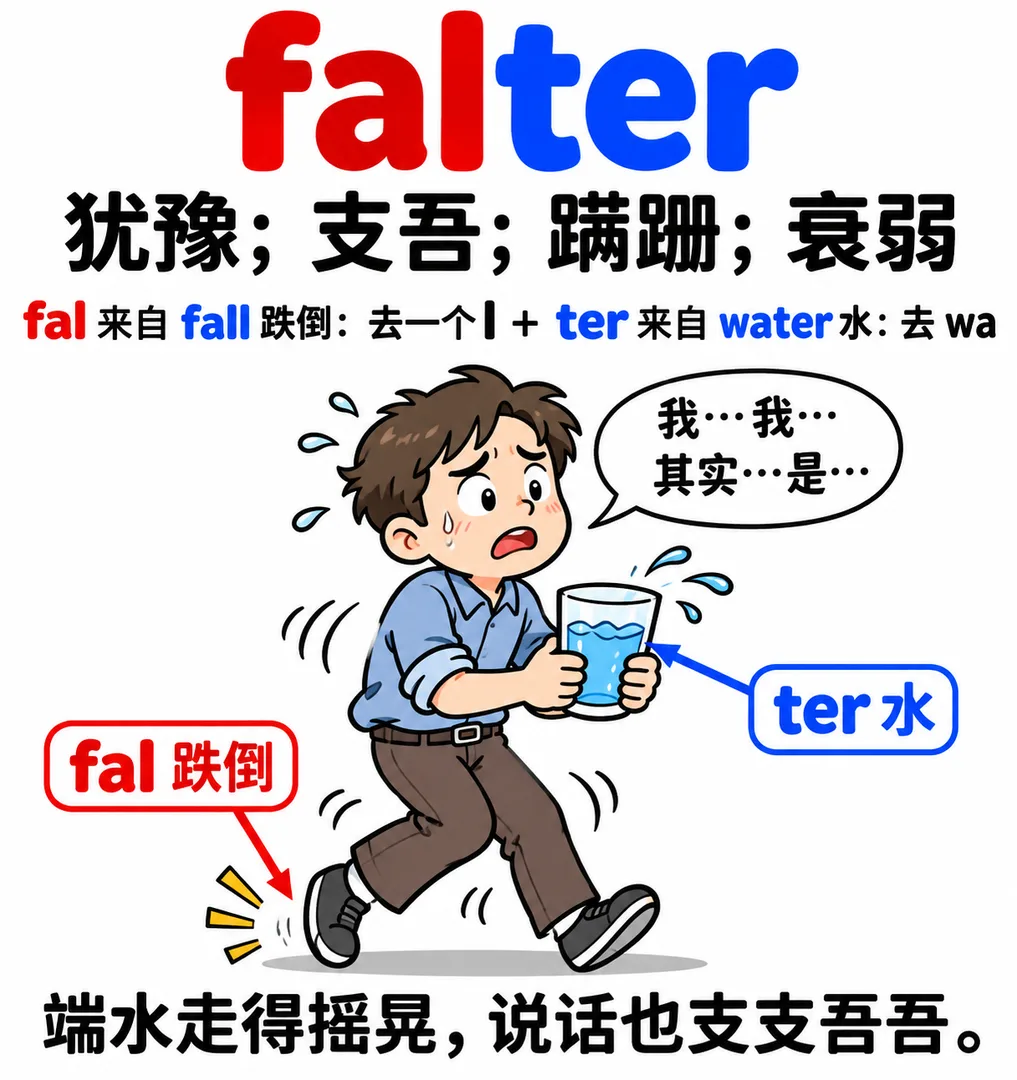 falter
犹豫；支吾；蹒跚；衰弱
fal 来自 fall 跌倒：去一个 l + ter 来自 water 水：去 wa
我…我…
其实…是…
ter 水
fal 跌倒
端水走得摇晃，说话也支支吾吾。